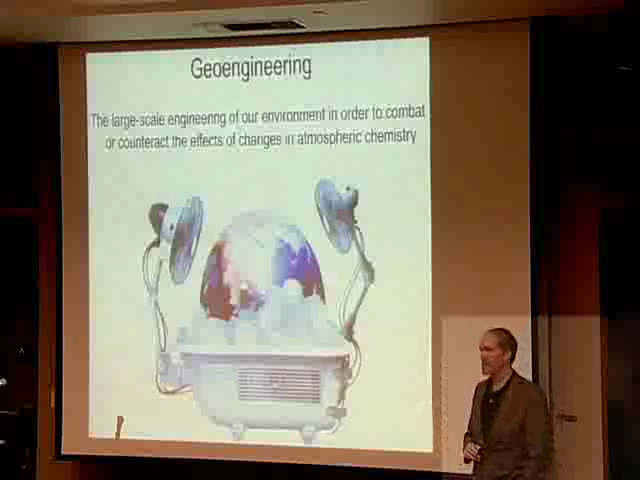 Geoengineering
The large-scale engineering of our environment in order to combat
or counteract the effects of changes in atmospheric chemistry